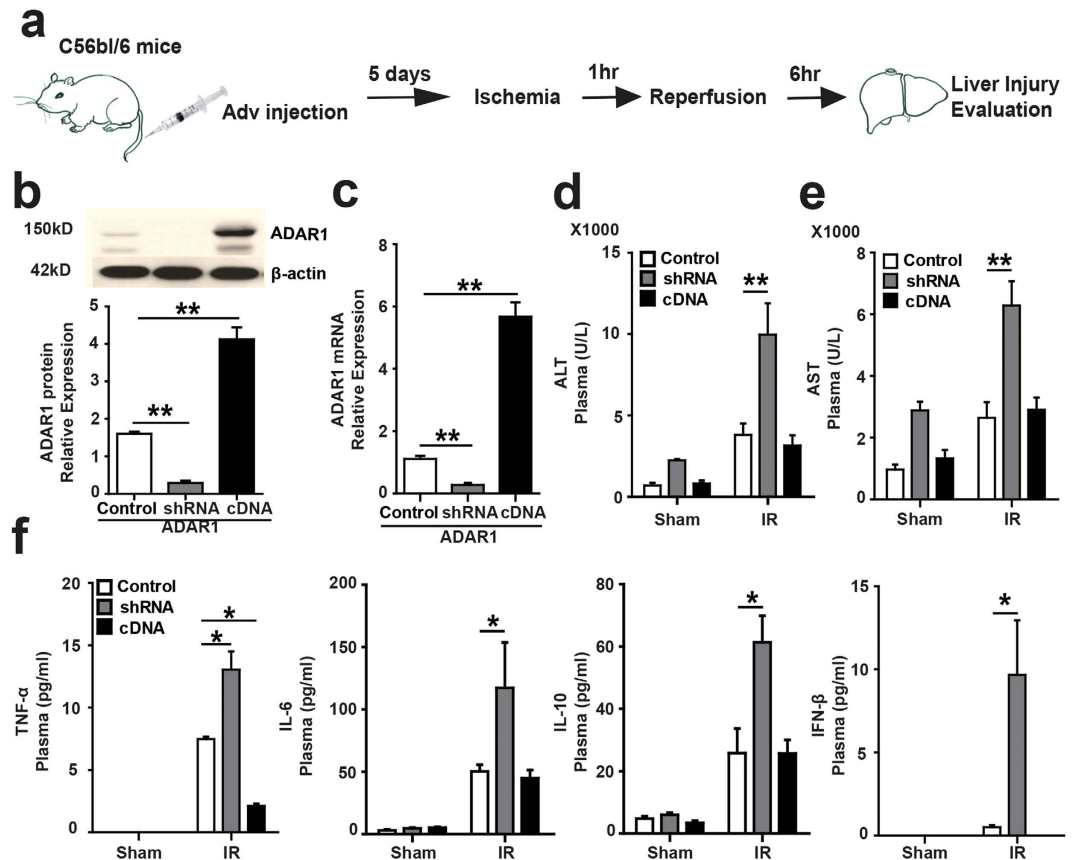 a
C56bl/6 mice
Adv injection
5 days
Ischemia
1hr
Reperfusion
6hr
Liver Injury
Evaluation
b
150kD
ADAR1
42kD
β-actin
ADAR1 protein
Relative Expression
5
4
3
2
1
0
**
**
Control shRNA cDNA
ADAR1
c
ADAR1 mRNA
Relative Expression
8
6
4
2
0
**
**
Control shRNA cDNA
ADAR1
d
X1000
ALT
Plasma (U/L)
15
10
5
0
Control
shRNA
cDNA
**
Sham IR
e
X1000
AST
Plasma (U/L)
8
6
4
2
0
Control
shRNA
cDNA
**
Sham IR
f
TNF-α
Plasma (pg/ml)
20
15
10
5
0
Control
shRNA
cDNA
*
*
Sham IR
IL-6
Plasma (pg/ml)
200
150
100
50
0
*
Sham IR
IL-10
Plasma (pg/ml)
80
60
40
20
0
*
Sham IR
IFN-β
Plasma (pg/ml)
15
10
5
0
*
Sham IR